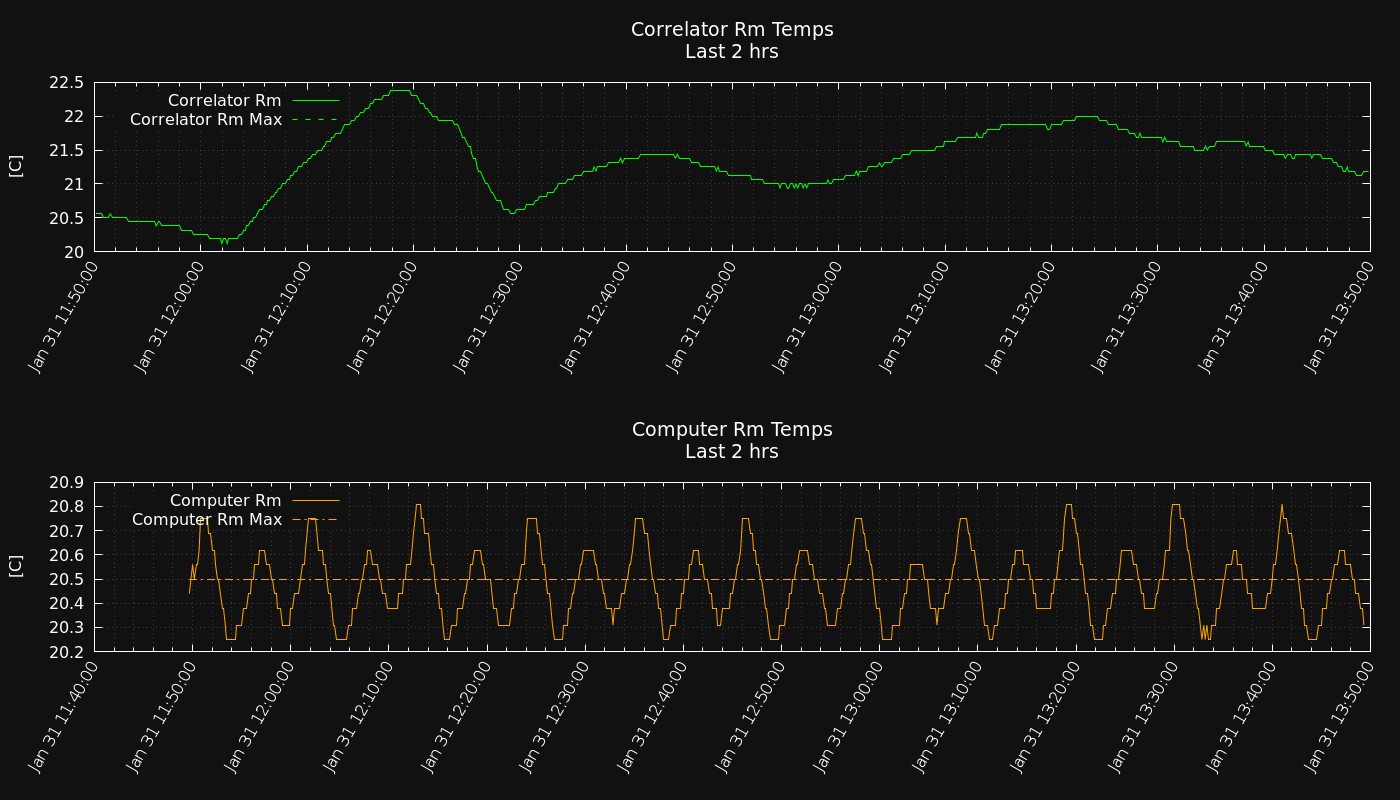 Correlator Rm Temps
Last 2 hrs
22.5
22
21.5
21
20.5
20
[C]
Correlator Rm
Correlator Rm Max
Jan 31 11:50:00
Jan 31 12:00:00
Jan 31 12:10:00
Jan 31 12:20:00
Jan 31 12:30:00
Jan 31 12:40:00
Jan 31 12:50:00
Jan 31 13:00:00
Jan 31 13:10:00
Jan 31 13:20:00
Jan 31 13:30:00
Jan 31 13:40:00
Jan 31 13:50:00
Computer Rm Temps
Last 2 hrs
20.9
20.8
20.7
20.6
20.5
20.4
20.3
20.2
[C]
Computer Rm
Computer Rm Max
Jan 31 11:40:00
Jan 31 11:50:00
Jan 31 12:00:00
Jan 31 12:10:00
Jan 31 12:20:00
Jan 31 12:30:00
Jan 31 12:40:00
Jan 31 12:50:00
Jan 31 13:00:00
Jan 31 13:10:00
Jan 31 13:20:00
Jan 31 13:30:00
Jan 31 13:40:00
Jan 31 13:50:00